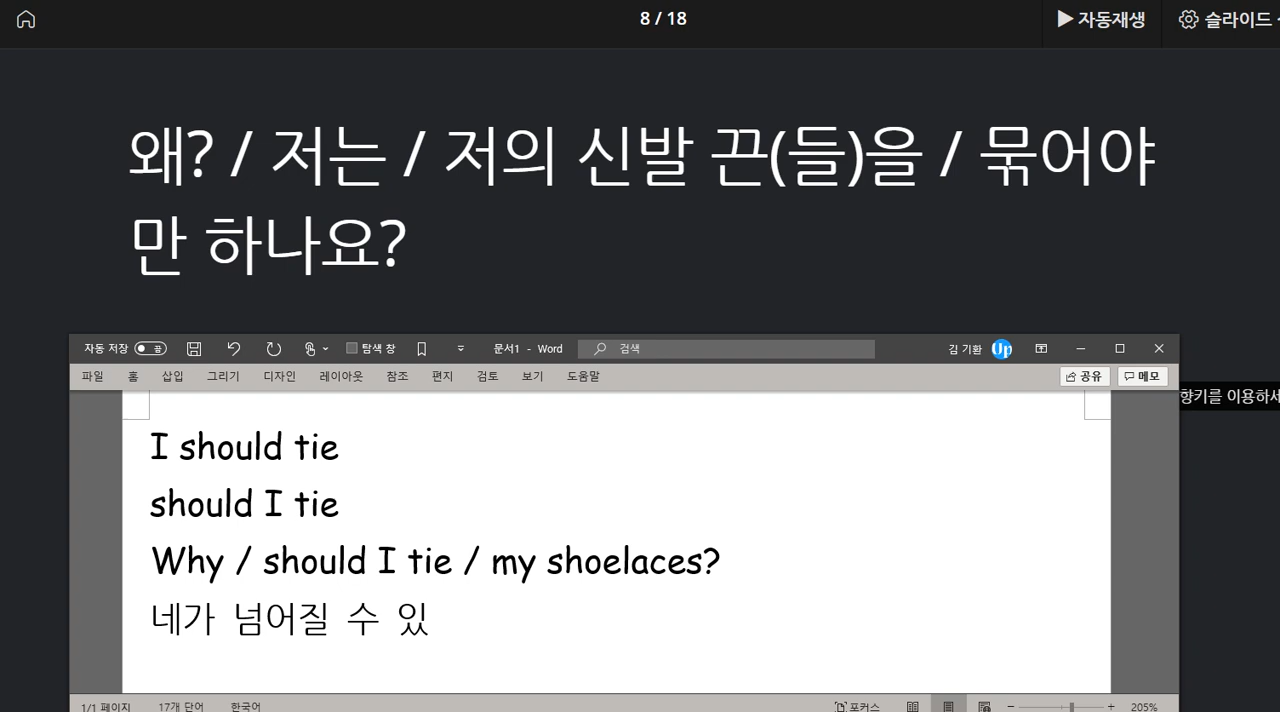 8 / 18
▶ 자동재생
슬라이드
왜? / 저는 / 저의 신발 끈(들)을 / 묶어야
만 하나요?
자동 저장 끔 탐색 창 문서1 - Word 검색 김 기환 Up
파일 홈 삽입 그리기 디자인 레이아웃 참조 편지 검토 보기 도움말 공유 메모
향키를 이용하세
I should tie
should I tie
Why / should I tie / my shoelaces?
네가 넘어질 수 있
1/1 페이지 17개 단어 한국어 포커스 205%